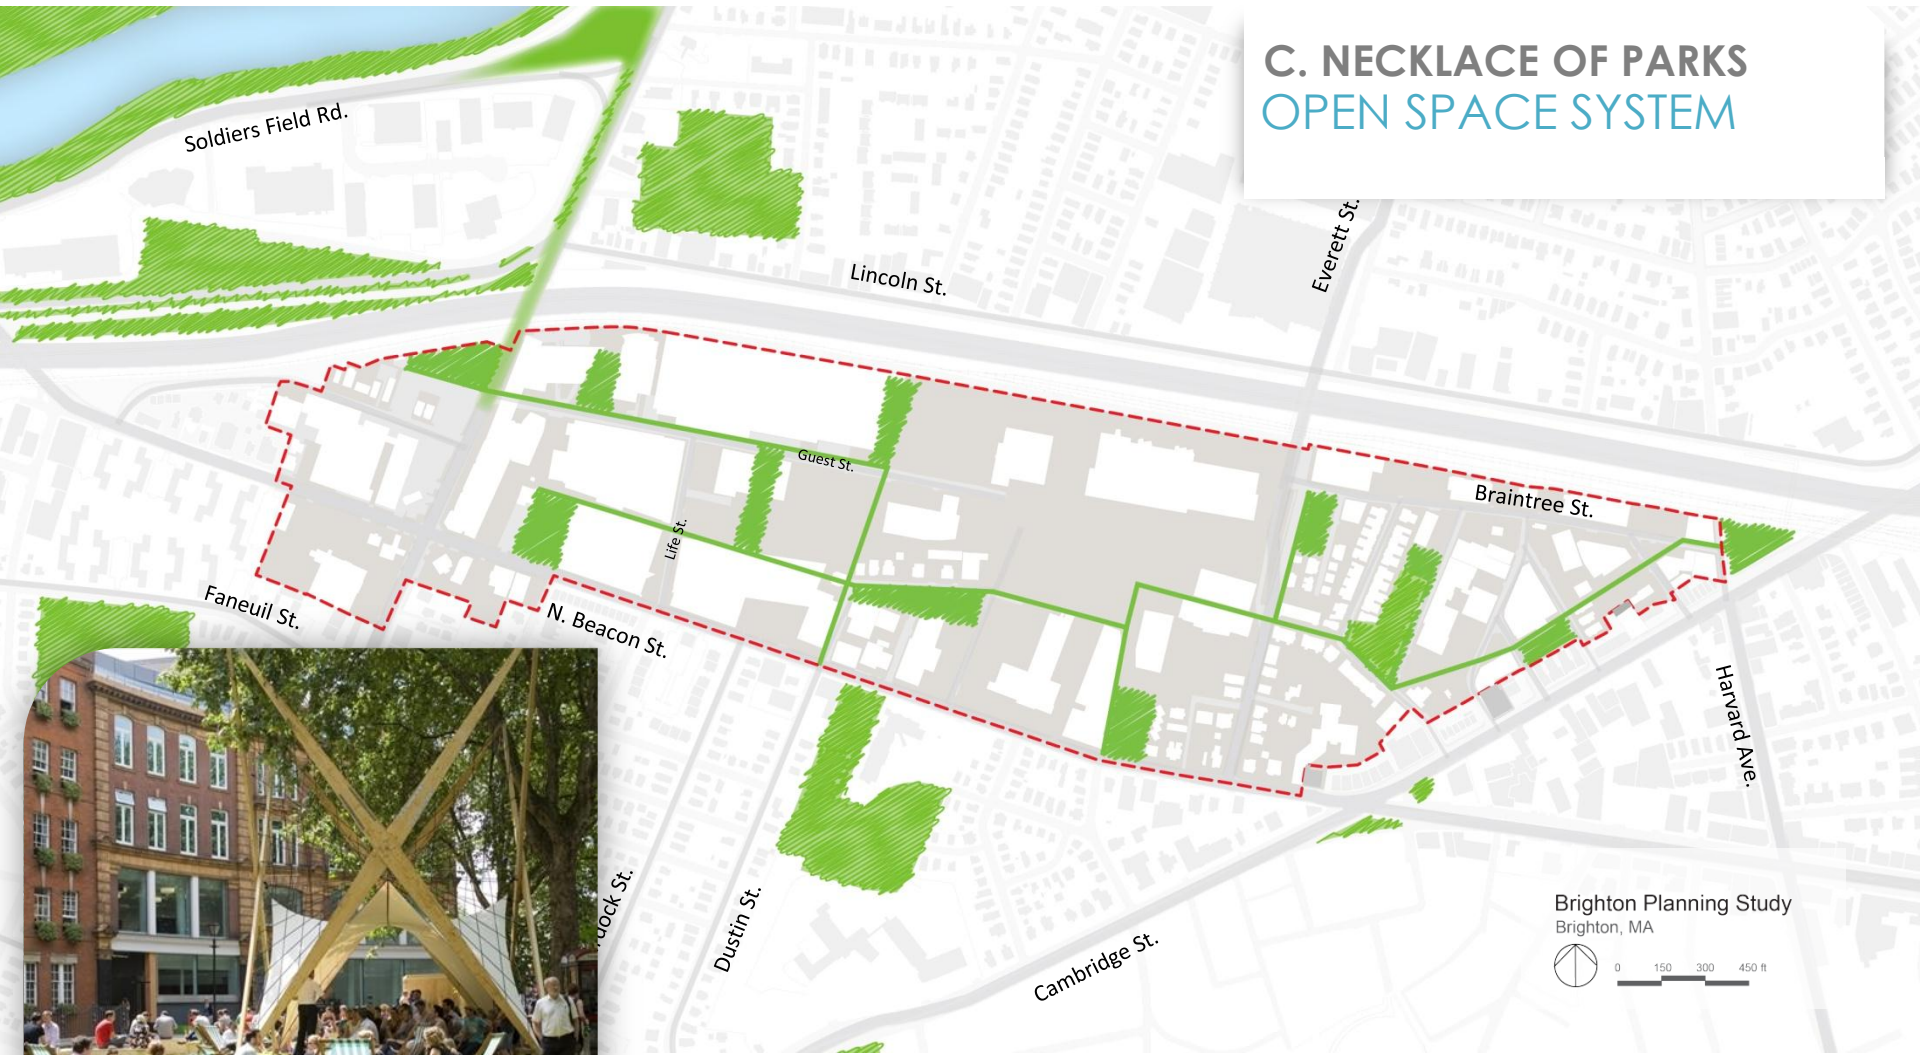 C. NECKLACE OF PARKS
OPEN SPACE SYSTEM
Soldiers Field Rd.
Lincoln St.
Everett St.
Guest St.
Braintree St.
Life St.
Faneuil St.
N. Beacon St.
Harvard Ave.
Dustin St.
Cambridge St.
Brighton Planning Study
Brighton, MA
0 150 300 450 ft